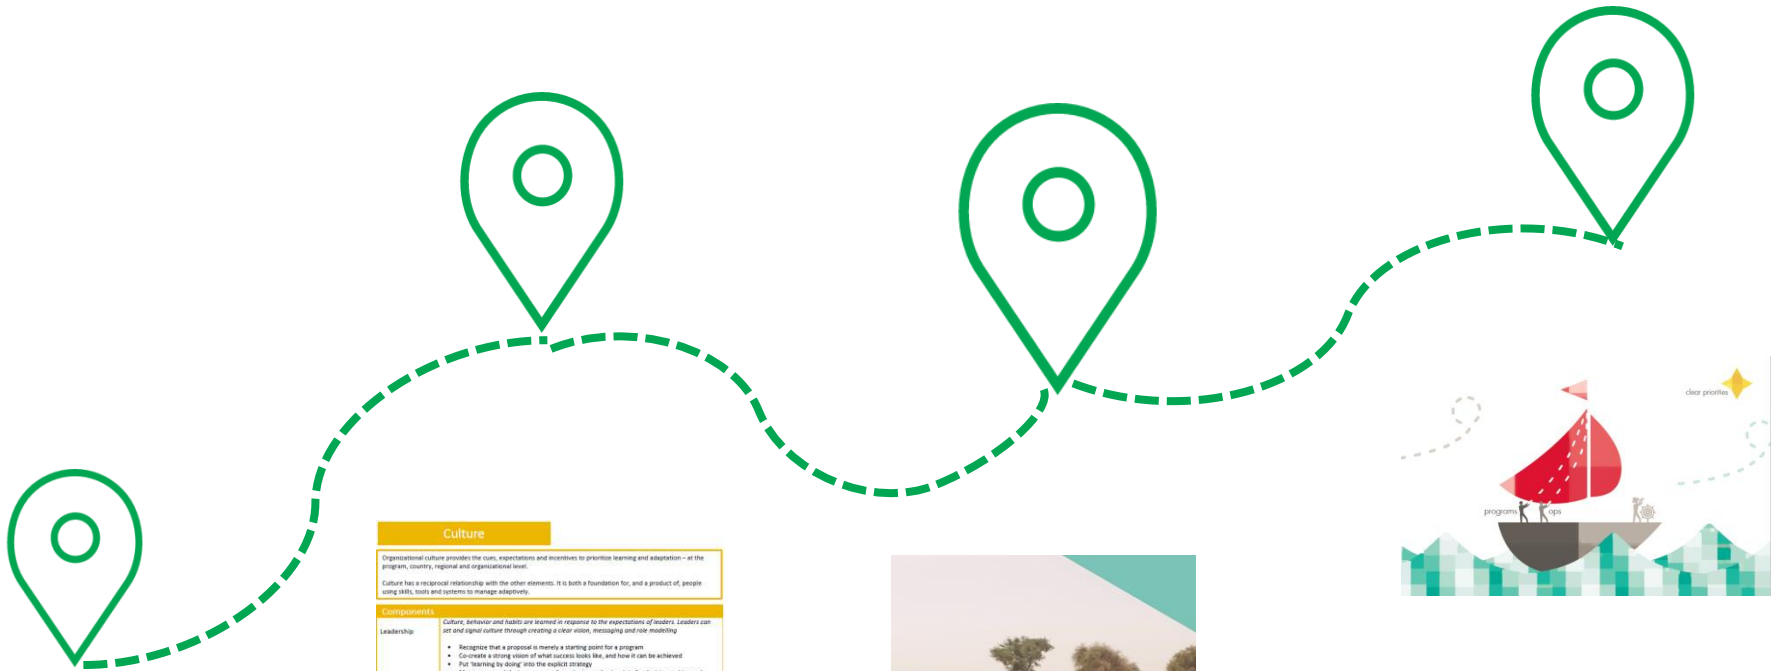 clear priorities
programs
ops
Culture
Organizational culture provides the cues, expectations and incentives to prioritize learning and adaptation – at the
program, country, regional and organizational level.
Culture has a reciprocal relationship with the other elements. It is both a foundation for, and a product of, people
using skills, tools and systems to manage adaptively.
Components
Leadership
Culture, behavior and habits are learned in response to the expectations of leaders. Leaders can
set and signal culture through creating a clear vision, messaging and role modelling
• Recognize that a proposal is merely a starting point for a program
• Co-create a strong vision of what success looks like, and how it can be achieved
• Put 'learning by doing' into the explicit strategy